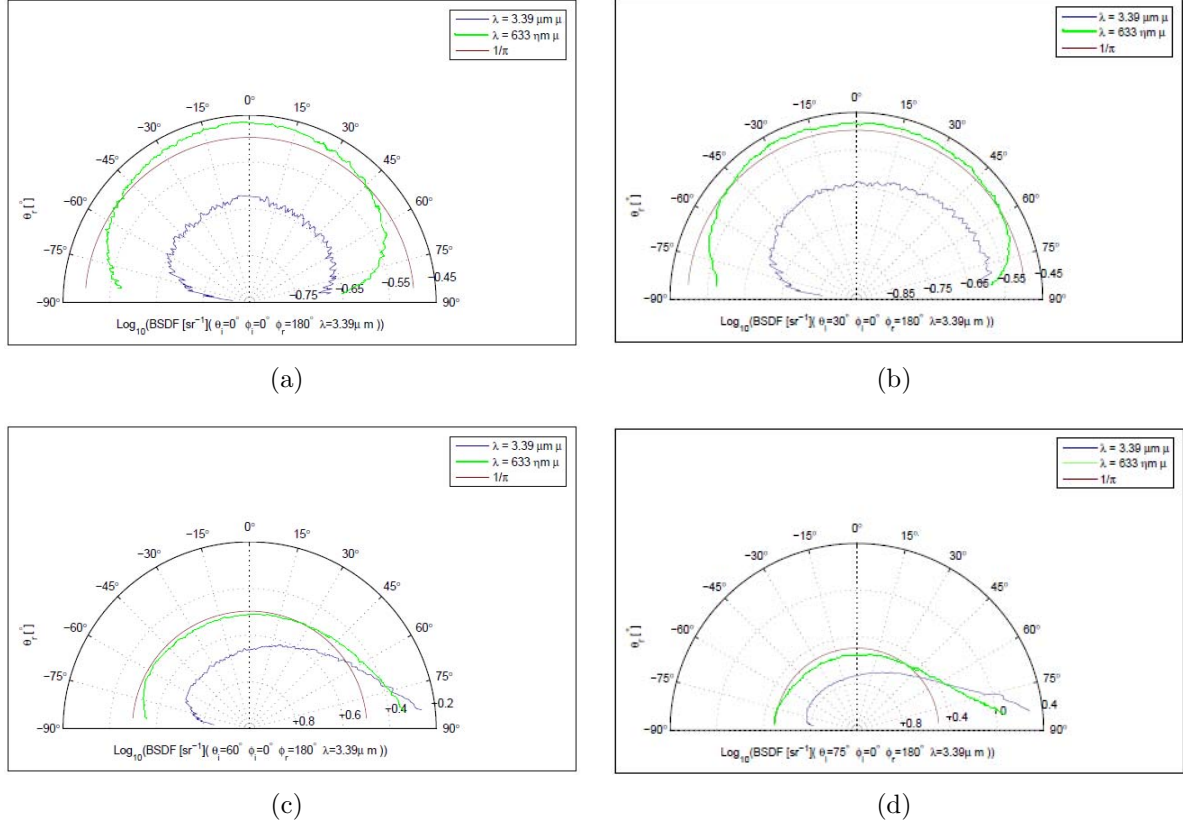 λ = 3.39 μm μ
λ = 633 ηm μ
1/π
−15° 0° 15°
−30° 30°
−45° 45°
−60° 60°
θr [°]
−75° 75°
−0.75 −0.65 −0.55 −0.45
−90° 90°
Log10(BSDF [sr−1]( θi=0° ϕi=0° ϕr=180° λ=3.39μ m ))
(a)
λ = 3.39 μm μ
λ = 633 ηm μ
1/π
−15° 0° 15°
−30° 30°
−45° 45°
−60° 60°
θr [°]
−75° 75°
−0.85 −0.75 −0.65 −0.55 −0.45
−90° 90°
Log10(BSDF [sr−1]( θi=30° ϕi=0° ϕr=180° λ=3.39μ m ))
(b)
λ = 3.39 μm μ
λ = 633 ηm μ
1/π
−15° 0° 15°
−30° 30°
−45° 45°
−60° 60°
θr [°]
−75° 75°
−0.8 −0.6 −0.4 −0.2
−90° 90°
Log10(BSDF [sr−1]( θi=60° ϕi=0° ϕr=180° λ=3.39μ m ))
(c)
λ = 3.39 μm μ
λ = 633 ηm μ
1/π
−15° 0° 15°
−30° 30°
−45° 45°
−60° 60°
θr [°]
−75° 75°
−0.8 −0.4 0 0.4
−90° 90°
Log10(BSDF [sr−1]( θi=75° ϕi=0° ϕr=180° λ=3.39μ m ))
(d)